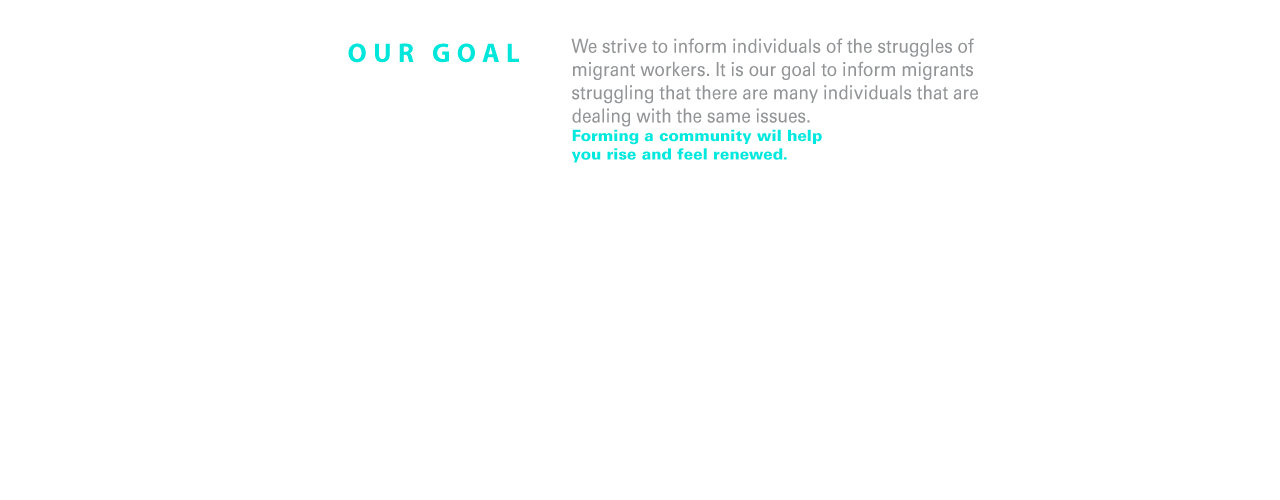 OUR GOAL
We strive to inform individuals of the struggles of
migrant workers. It is our goal to inform migrants
struggling that there are many individuals that are
dealing with the same issues.
Forming a community wil help
you rise and feel renewed.